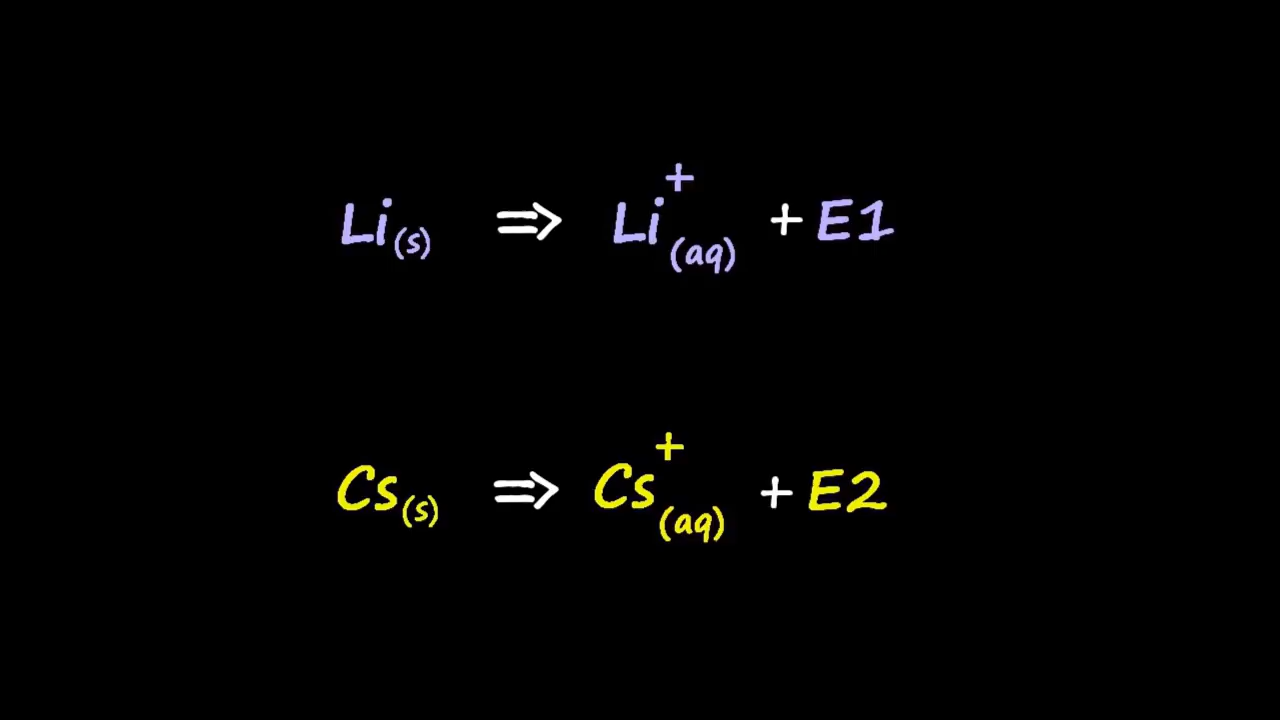 Li(s) ⇒ Li+(aq) + E1
Cs(s) ⇒ Cs+(aq) + E2